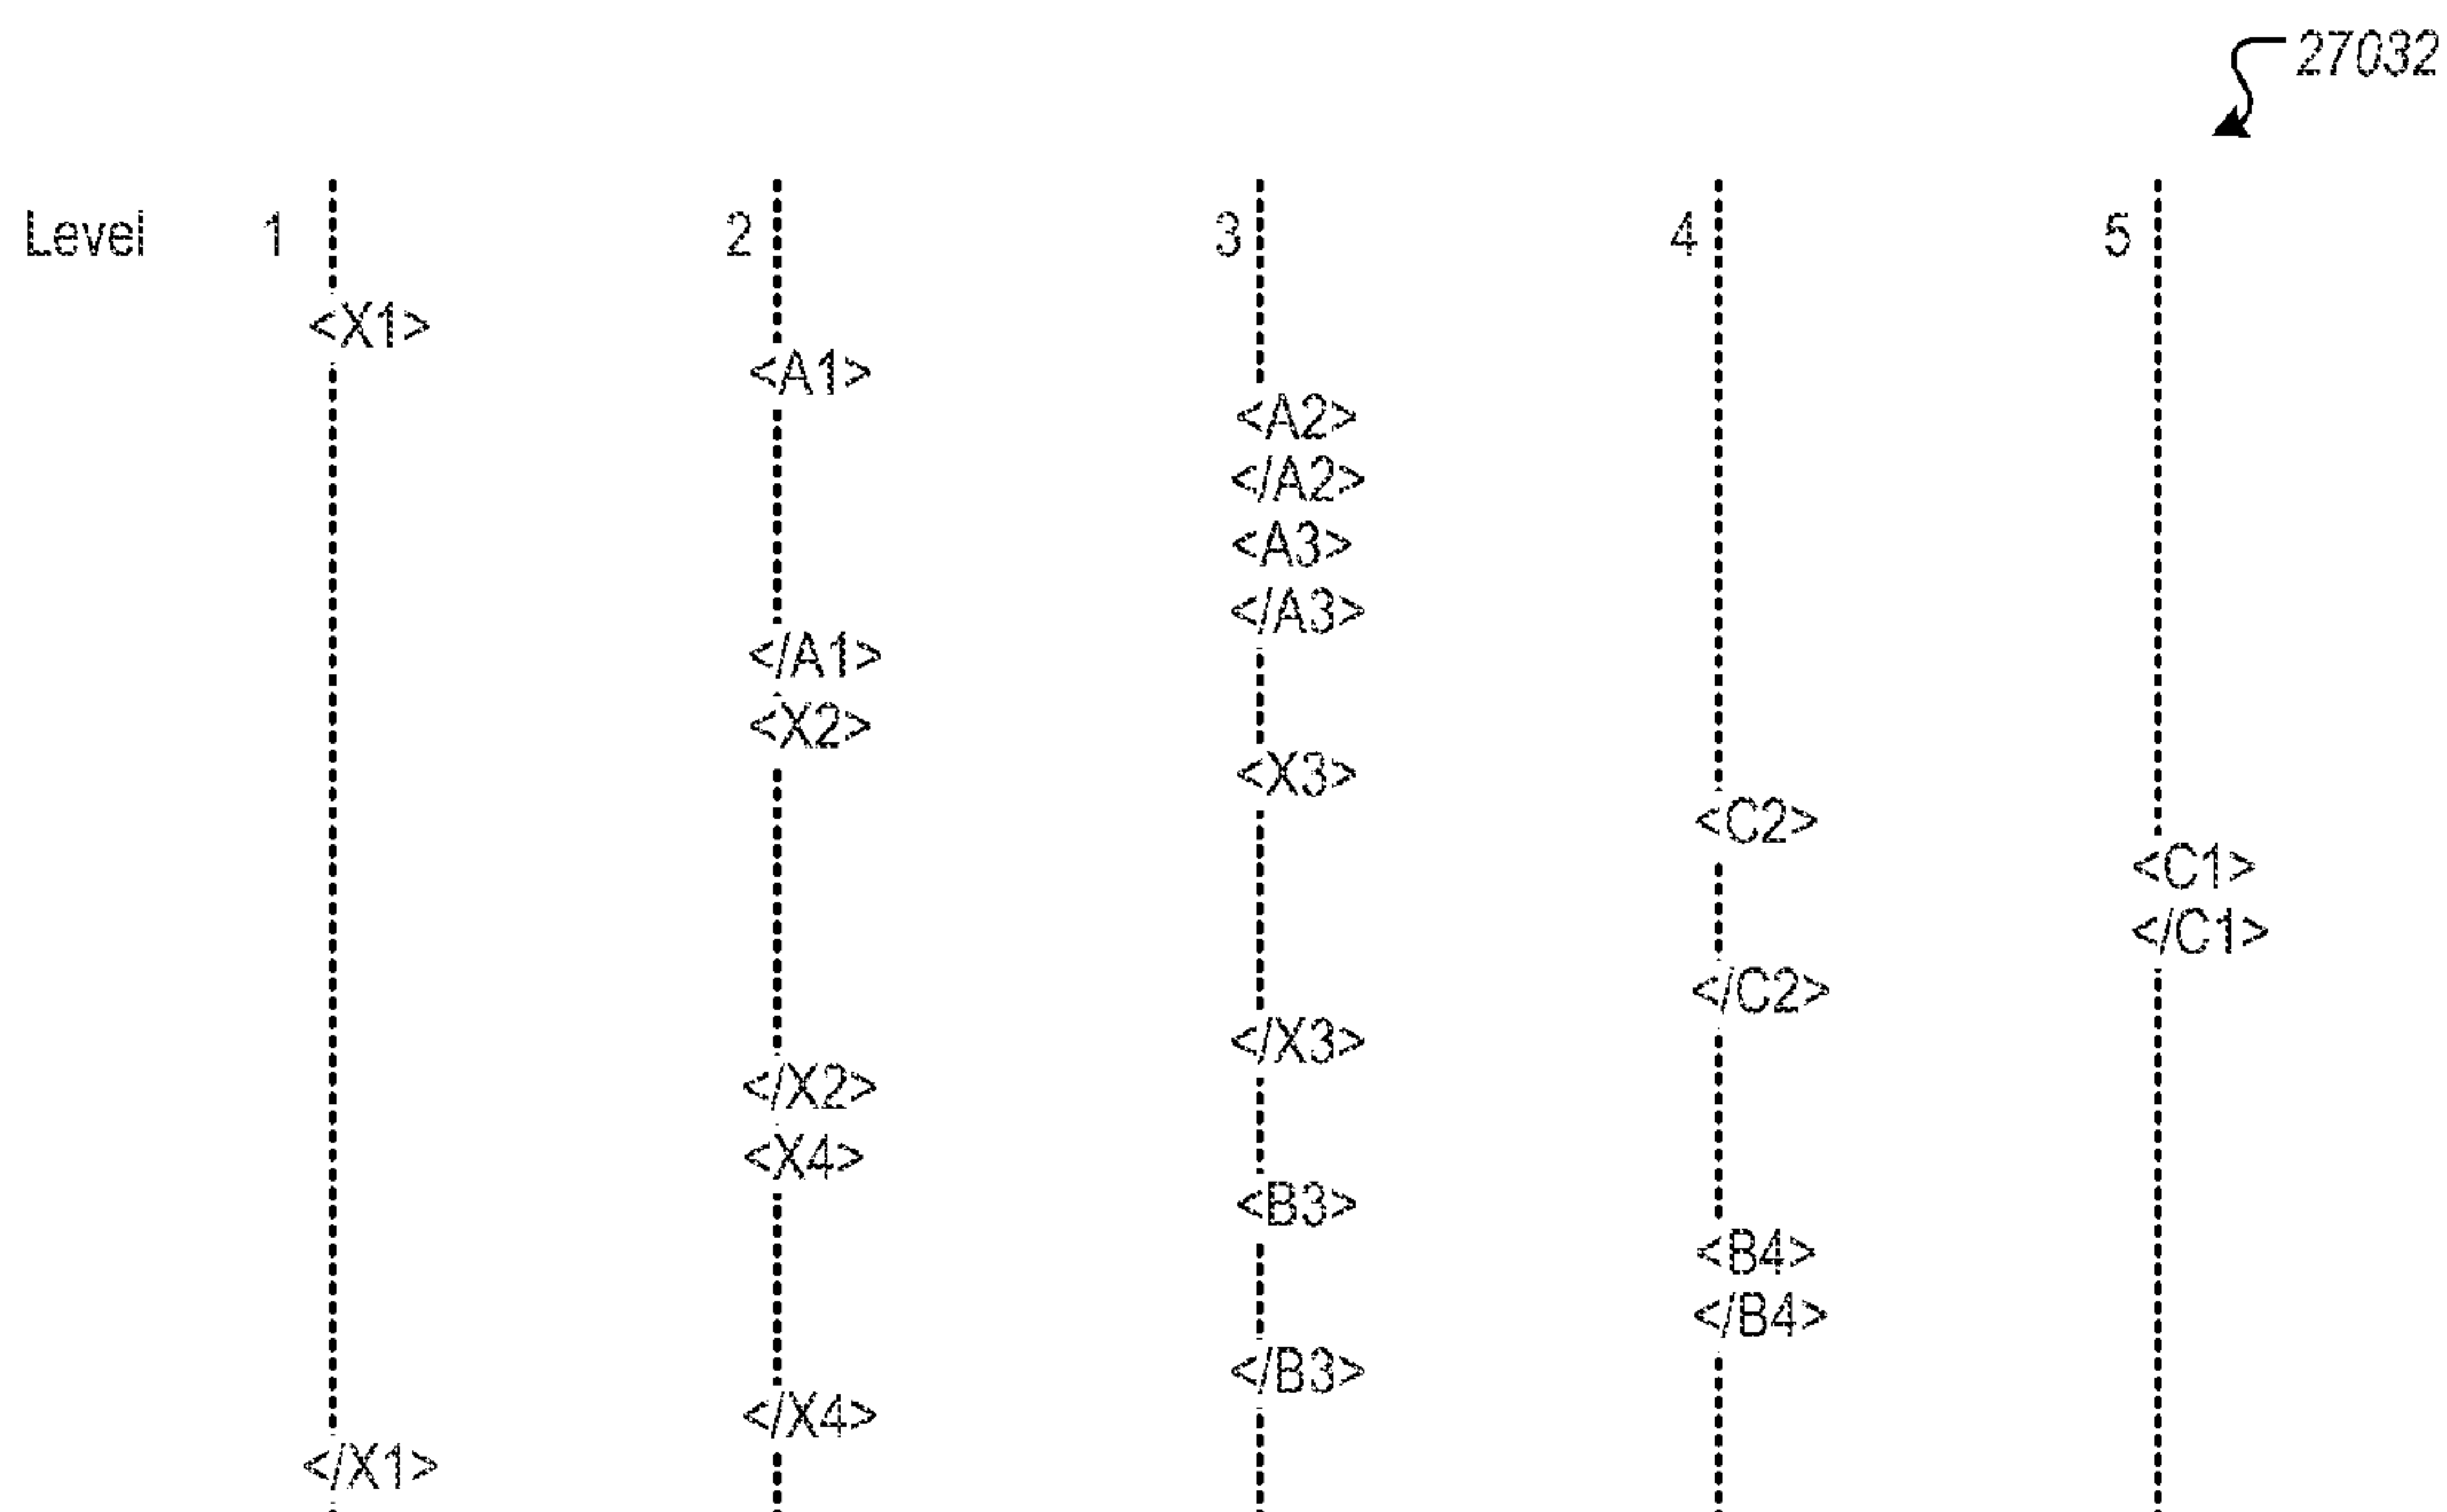 27032
Level 1 2 3 4 5
<X1>
<A1>
<A2>
</A2>
<A3>
</A3>
</A1>
<X2>
<X3>
<C2>
<C1>
</C1>
</C2>
</X3>
</X2>
<X4>
<B3>
<B4>
</B4>
</B3>
</X4>
</X1>